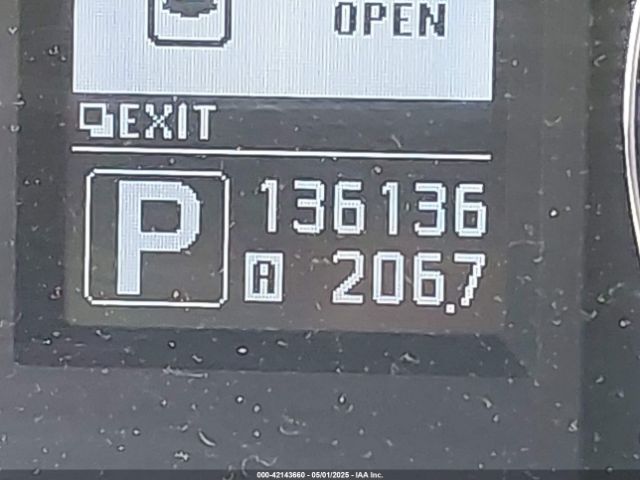 OPEN
EXIT
P 136136
A 206.7
000-42143660 - 05/01/2025 - IAA Inc.